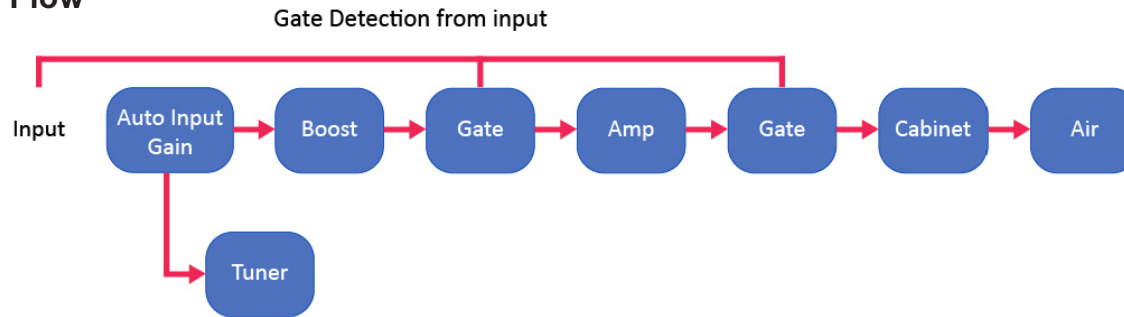 Flow
Gate Detection from input
Input
Auto Input
Gain
Boost
Gate
Amp
Gate
Cabinet
Air
Tuner